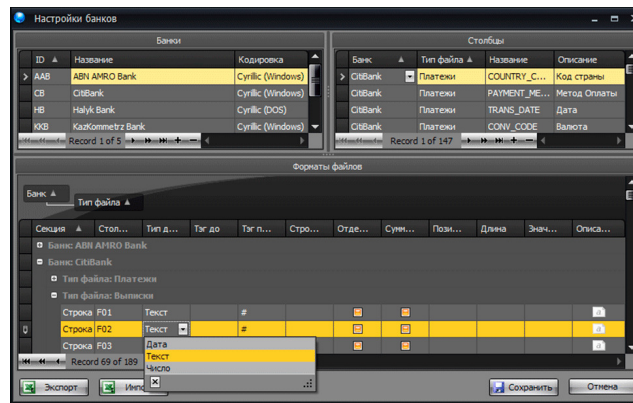 Настройки банков
Банки
ID Название Кодировка
AAB ABN AMRO Bank Cyrillic (Windows)
CB CitiBank Cyrillic (Windows)
HB Halyk Bank Cyrillic (DOS)
KKB KazKommetrz Bank Cyrillic (Windows)
Record 1 of 5
Столбцы
Банк Тип файла Название Описание
CitiBank Платежи COUNTRY_C... Код страны
CitiBank Платежи PAYMENT_ME... Метод Оплаты
CitiBank Платежи TRANS_DATE Дата
CitiBank Платежи CONV_CODE Валюта
Record 1 of 147
Форматы файлов
Банк
Тип файла
Секция Стол... Тип д... Тэг до Тэг п... Стро... Отде... Сумм... Пози... Длина Знач... Описа...
Банк: ABN AMRO Bank
Банк: CitiBank
Тип файла: Платежи
Тип файла: Выписки
Строка F01 Текст # a
Строка F02 Текст # a
Строка F03 a
Дата
Текст
Число
Record 69 of 189
Экспорт Имп Сохранить Отмена